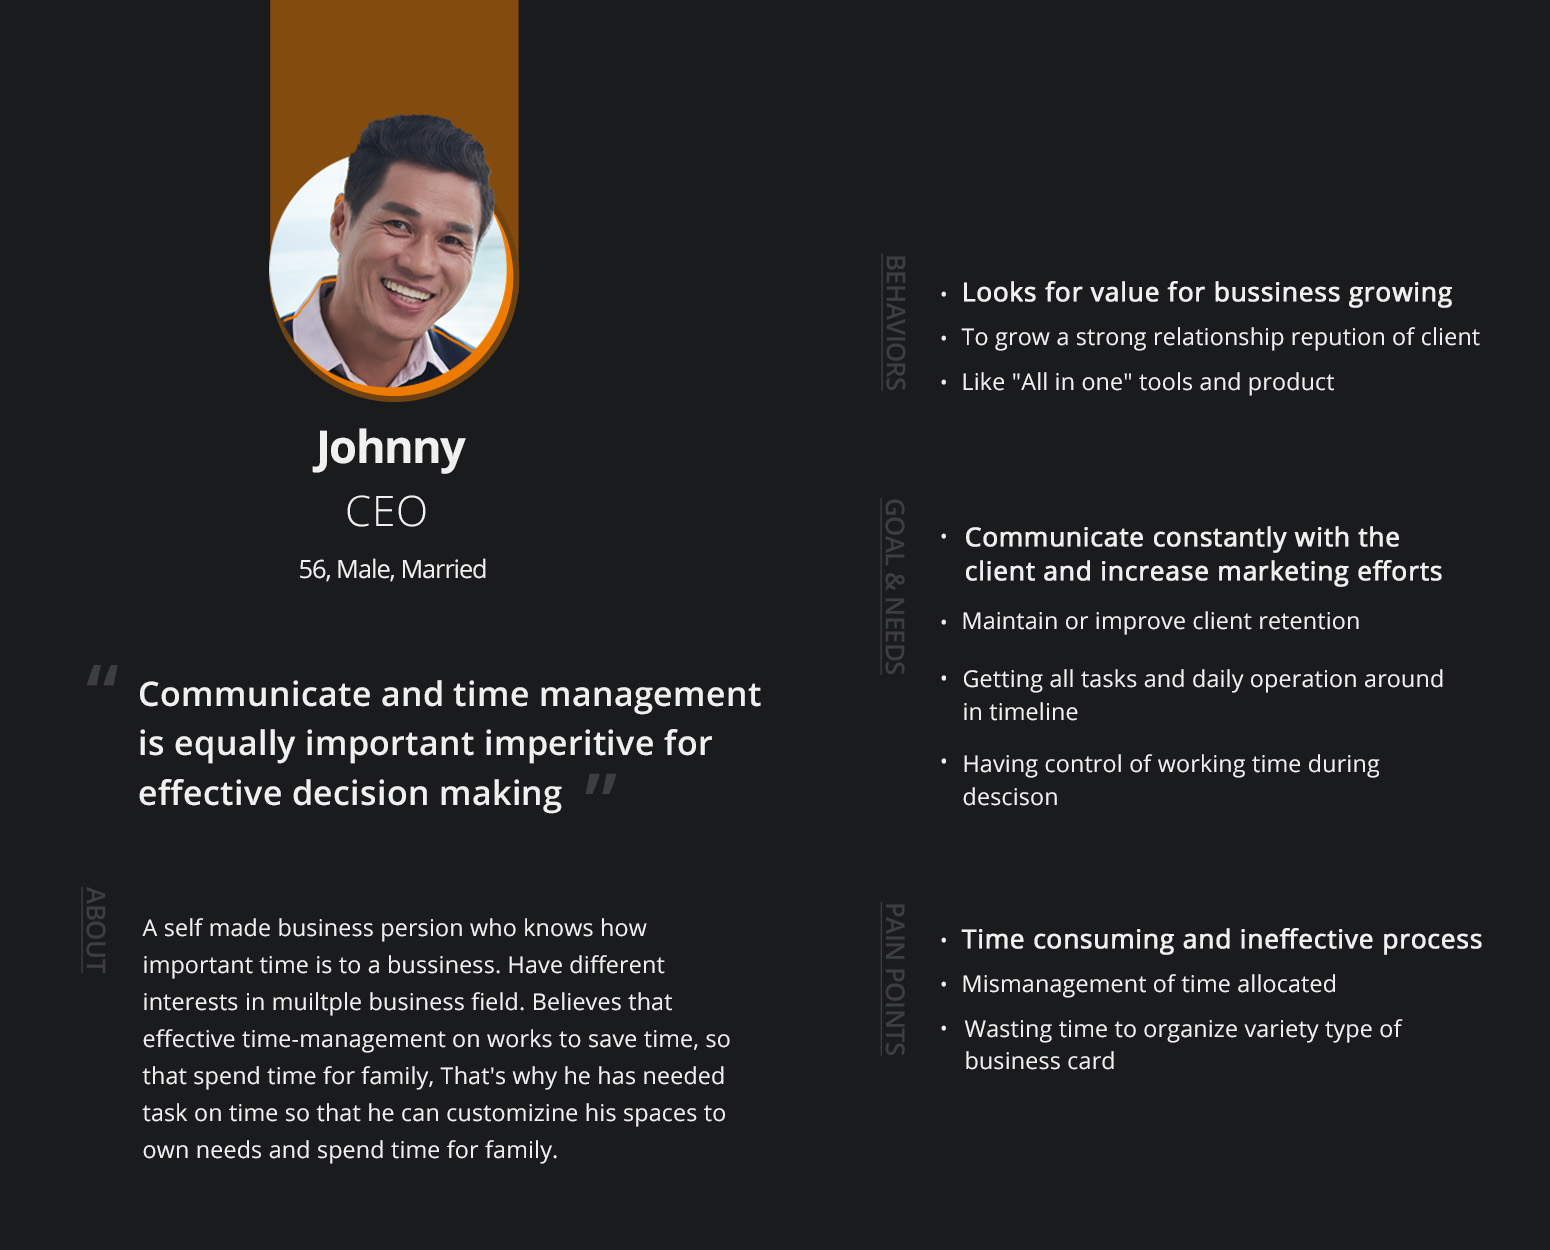 Johnny
CEO
56, Male, Married
“ Communicate and time management
is equally important imperitive for
effective decision making ”
ABOUT
A self made business persion who knows how
important time is to a bussiness. Have different
interests in muiltple business field. Believes that
effective time-management on works to save time, so
that spend time for family, That's why he has needed
task on time so that he can customizine his spaces to
own needs and spend time for family.
BEHAVIORS
• Looks for value for bussiness growing
• To grow a strong relationship repution of client
• Like "All in one" tools and product
GOAL & NEEDS
• Communicate constantly with the
client and increase marketing efforts
• Maintain or improve client retention
• Getting all tasks and daily operation around
in timeline
• Having control of working time during
descison
PAIN POINTS
• Time consuming and ineffective process
• Mismanagement of time allocated
• Wasting time to organize variety type of
business card